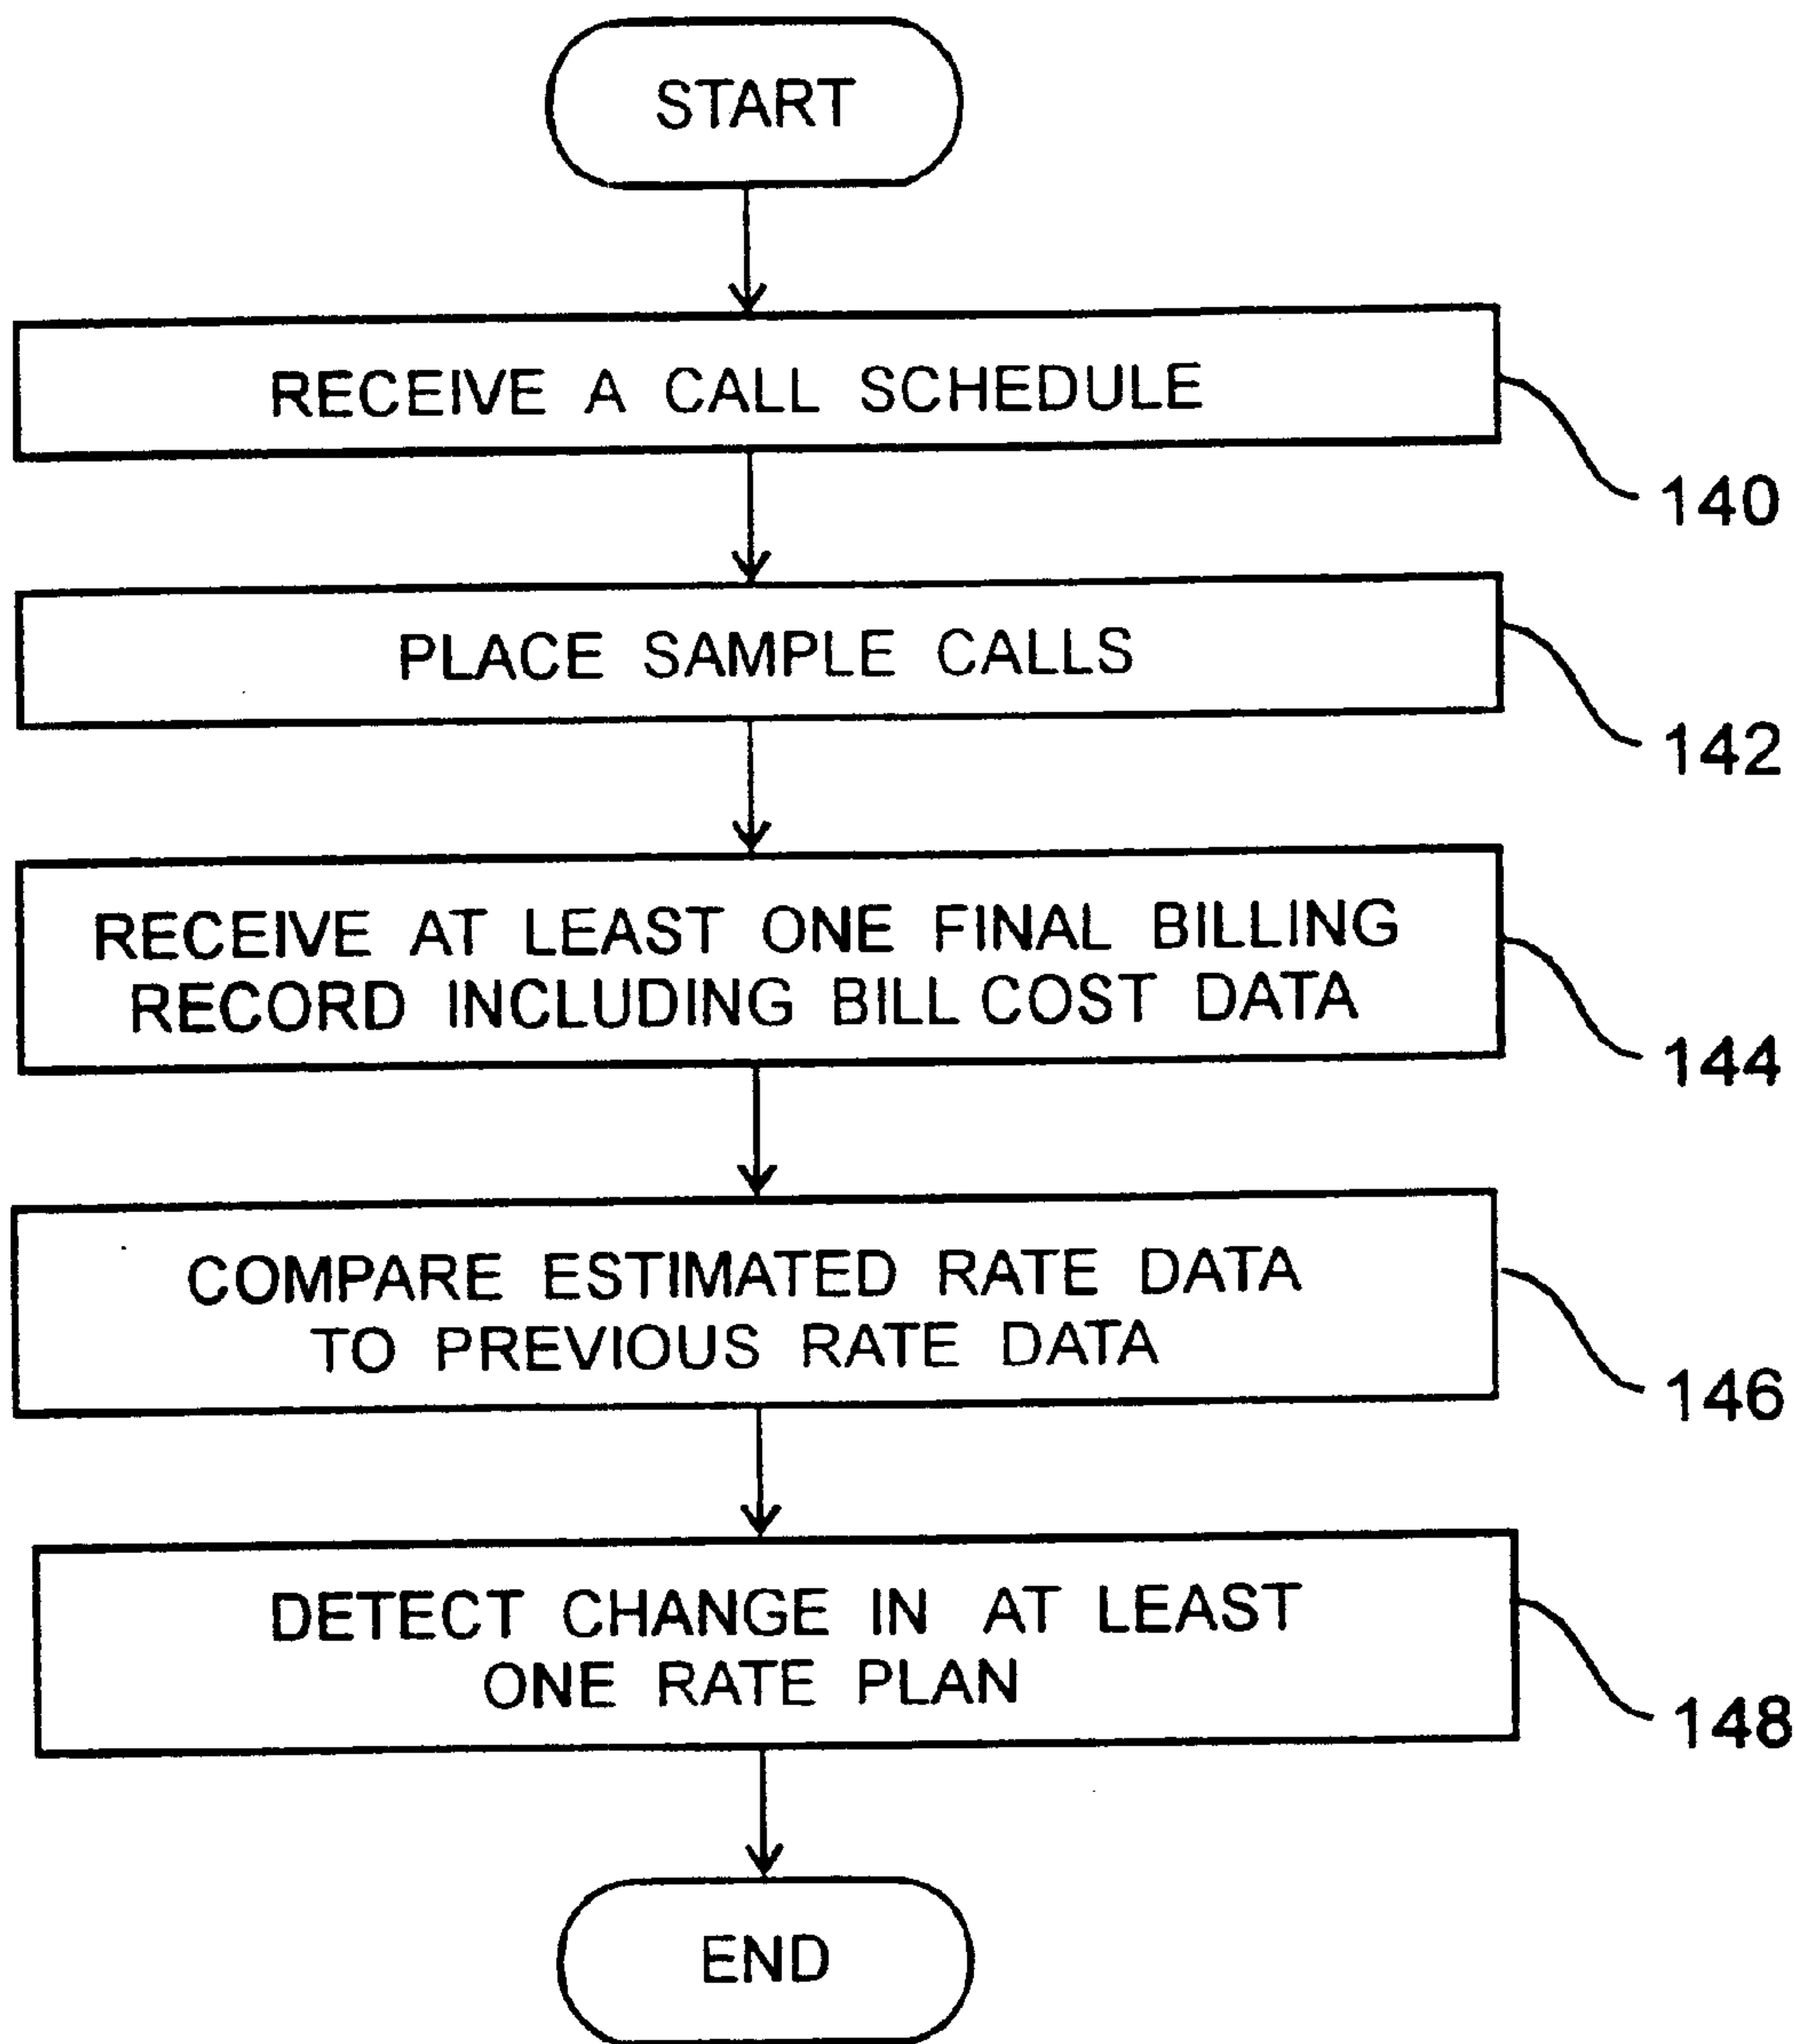 START
RECEIVE A CALL SCHEDULE
140
PLACE SAMPLE CALLS
142
RECEIVE AT LEAST ONE FINAL BILLING
RECORD INCLUDING BILL COST DATA
144
COMPARE ESTIMATED RATE DATA
TO PREVIOUS RATE DATA
146
DETECT CHANGE IN AT LEAST
ONE RATE PLAN
148
END